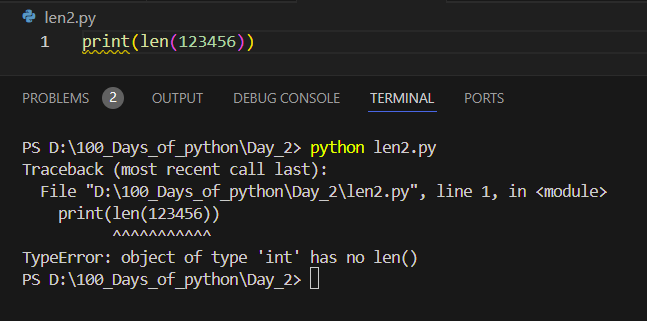 len2.py
1 print(len(123456))
PROBLEMS 2 OUTPUT DEBUG CONSOLE TERMINAL PORTS
PS D:\100_Days_of_python\Day_2> python len2.py
Traceback (most recent call last):
  File "D:\100_Days_of_python\Day_2\len2.py", line 1, in <module>
    print(len(123456))
          ^^^^^^^^^^^
TypeError: object of type 'int' has no len()
PS D:\100_Days_of_python\Day_2>